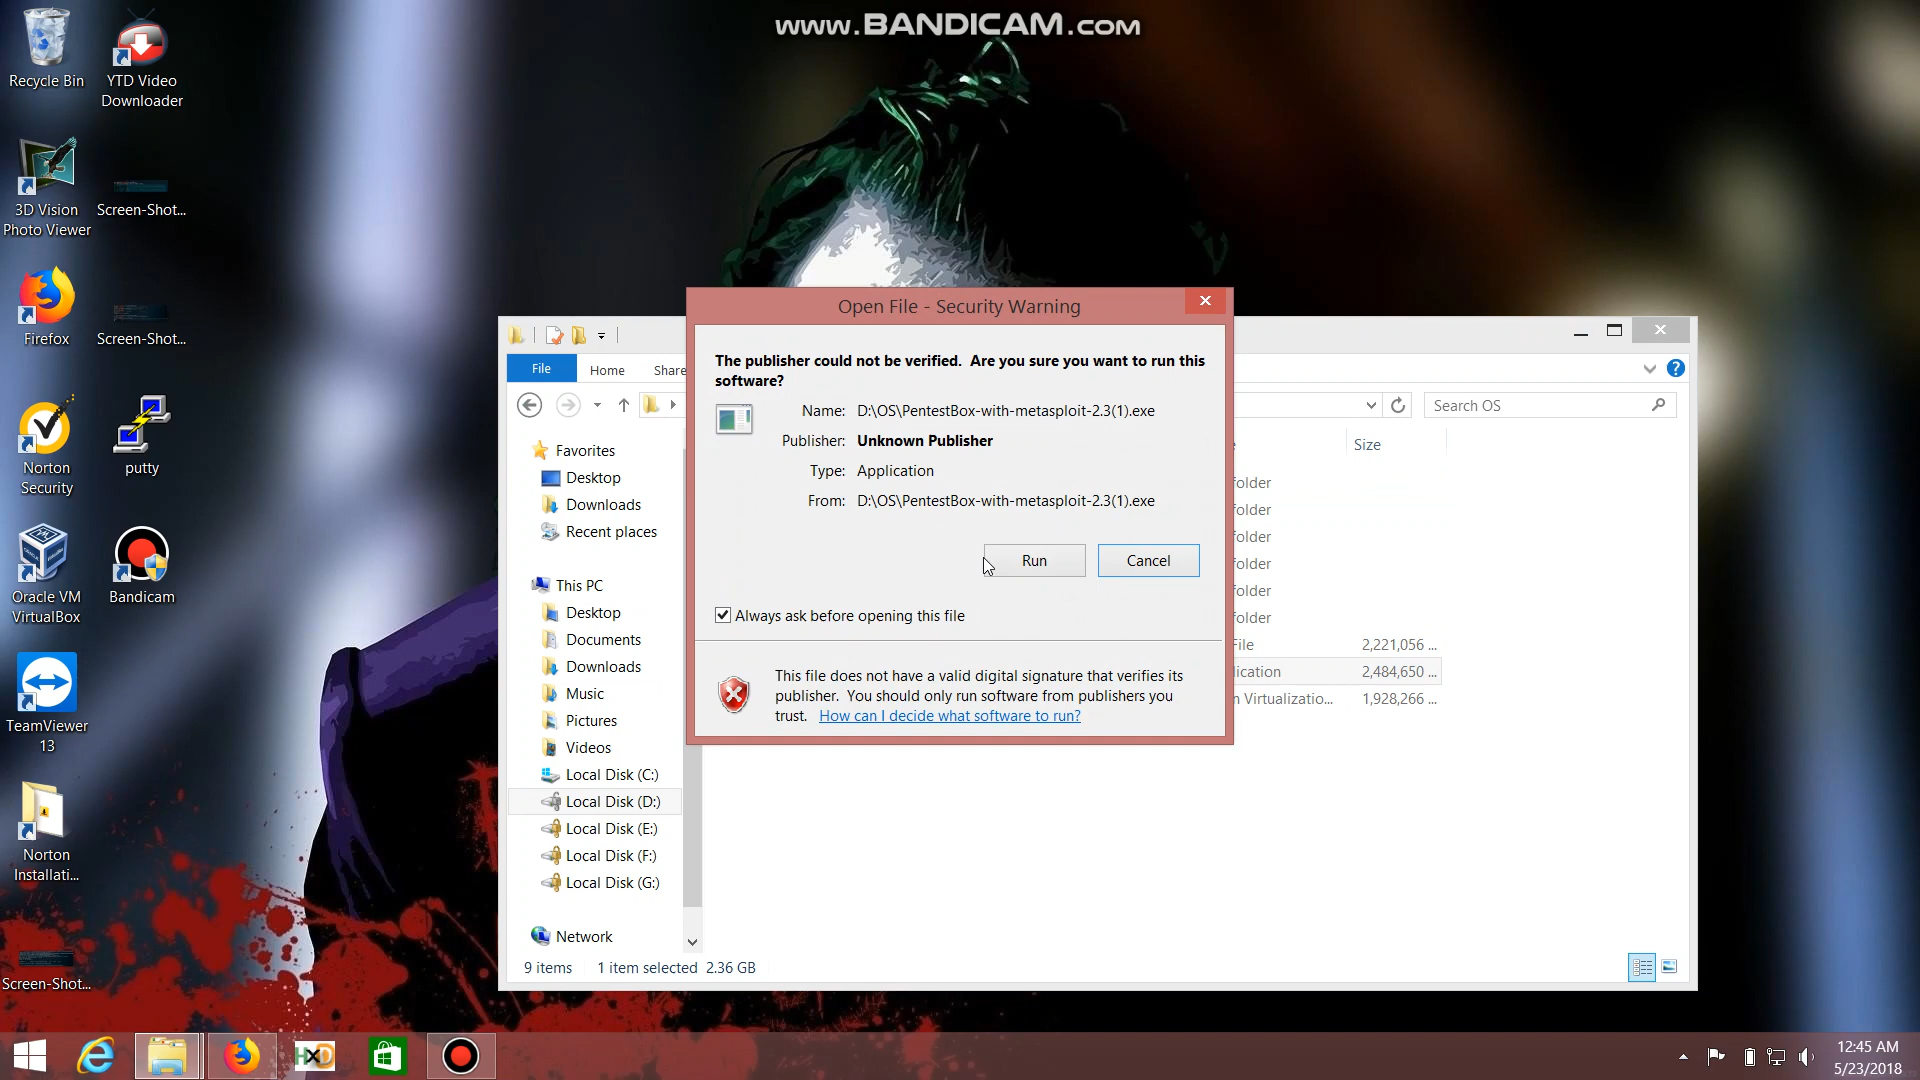 www.BANDICAM.com
Recycle Bin
YTD Video
Downloader
3D Vision
Photo Viewer
Screen-Shot...
Firefox
Screen-Shot...
Norton
Security
putty
Oracle VM
VirtualBox
Bandicam
TeamViewer
13
Norton
Installati...
Screen-Shot...
Open File - Security Warning
The publisher could not be verified. Are you sure you want to run this
software?
Name: D:\OS\PentestBox-with-metasploit-2.3(1).exe
Publisher: Unknown Publisher
Type: Application
From: D:\OS\PentestBox-with-metasploit-2.3(1).exe
Run
Cancel
Always ask before opening this file
This file does not have a valid digital signature that verifies its
publisher. You should only run software from publishers you
trust. How can I decide what software to run?
File
Home
Share
Search OS
Size
Favorites
Desktop
Downloads
Recent places
This PC
Desktop
Documents
Downloads
Music
Pictures
Videos
Local Disk (C:)
Local Disk (D:)
Local Disk (E:)
Local Disk (F:)
Local Disk (G:)
Network
folder
folder
folder
folder
folder
folder
File 2,221,056 ...
lication 2,484,650 ...
n Virtualizatio... 1,928,266 ...
9 items 1 item selected 2.36 GB
HXD
12:45 AM
5/23/2018